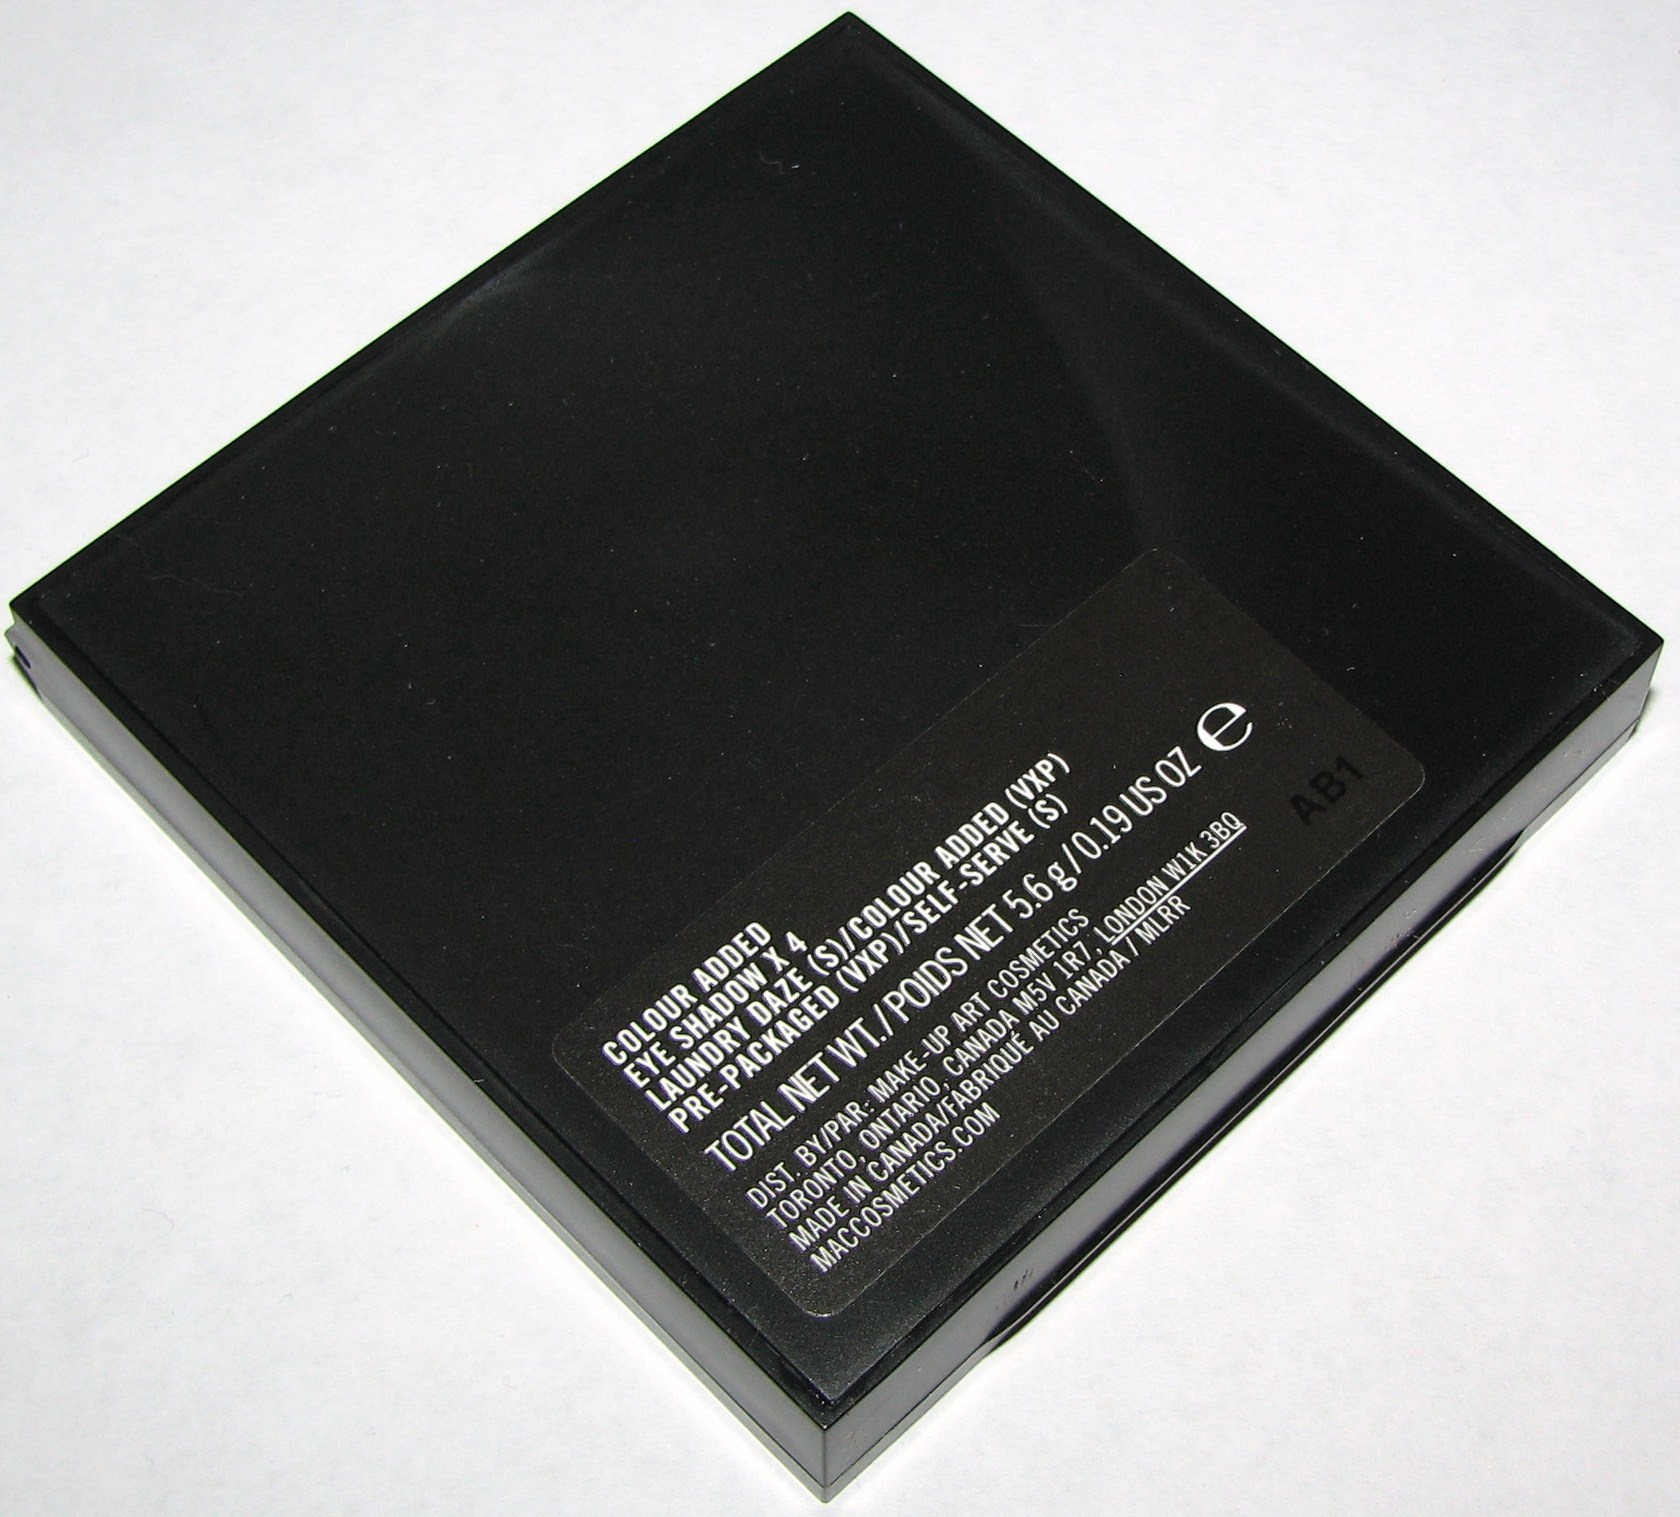 COLOUR ADDED
EYE SHADOW X 4
LAUNDRY DAZE (S)/COLOUR ADDED (VXP)
PRE-PACKAGED (VXP)/SELF-SERVE (S)
TOTAL NET WT./POIDS NET 5.6 g/0.19 US OZ e
DIST. BY/PAR: MAKE-UP ART COSMETICS
TORONTO, ONTARIO, CANADA M5V 1R7, LONDON W1K 3BQ
MADE IN CANADA/FABRIQUÉ AU CANADA/MLRR
MACCOSMETICS.COM
AB1